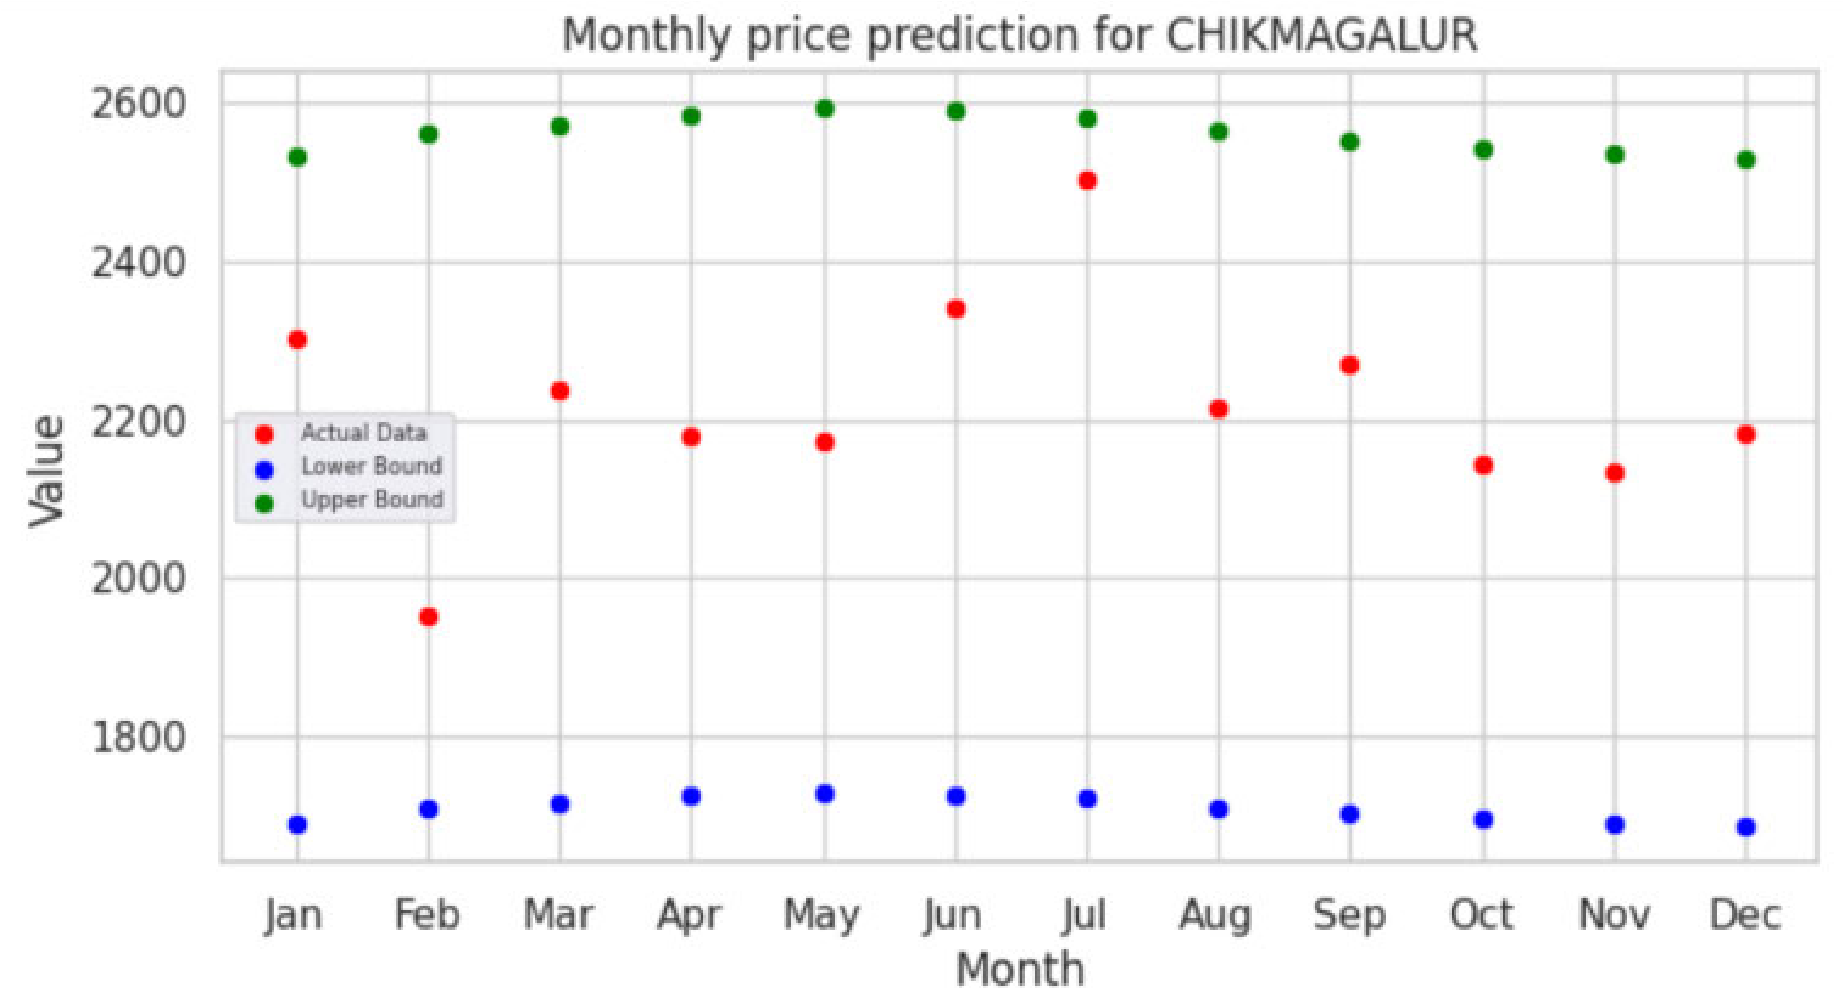 Monthly price prediction for CHIKMAGALUR
2600
2400
2200
2000
1800
Value
Actual Data
Lower Bound
Upper Bound
Jan Feb Mar Apr May Jun Jul Aug Sep Oct Nov Dec
Month